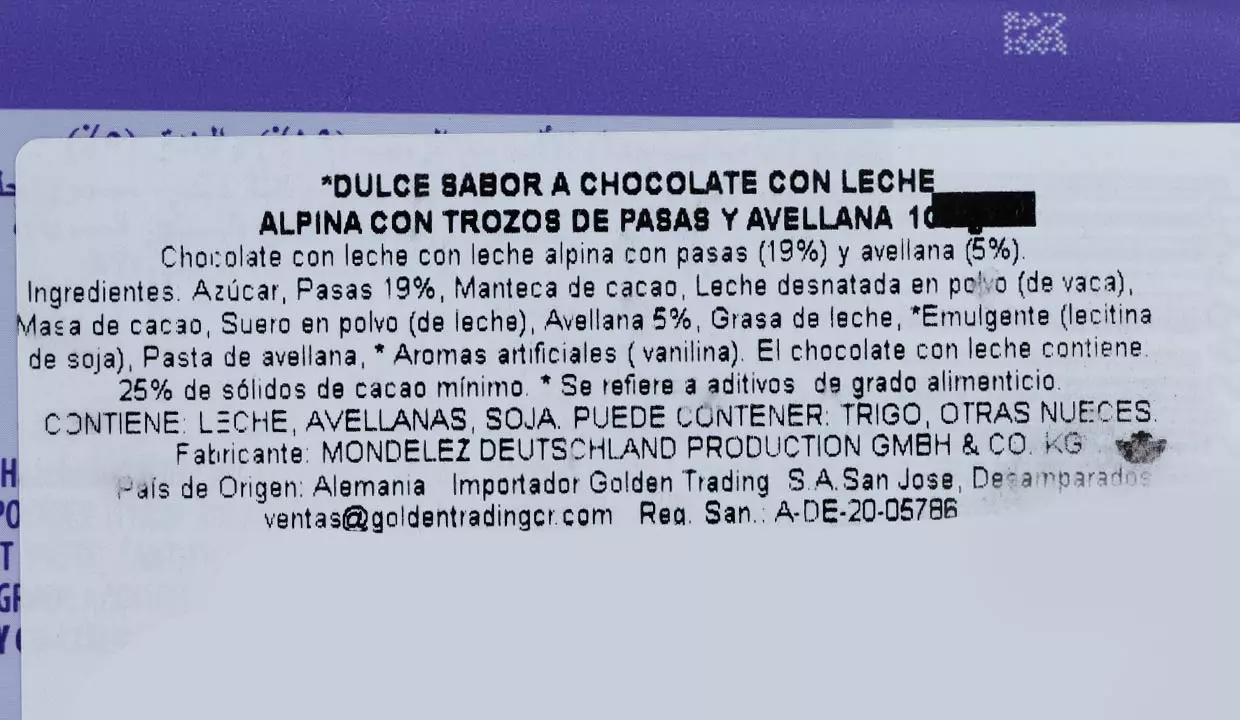 *DULCE SABOR A CHOCOLATE CON LECHE
ALPINA CON TROZOS DE PASAS Y AVELLANA 10
Chocolate con leche con leche alpina con pasas (19%) y avellana (5%).
Ingredientes. Azúcar, Pasas 19%, Manteca de cacao, Leche desnatada en polvo (de vaca),
Masa de cacao, Suero en polvo (de leche), Avellana 5%, Grasa de leche, *Emulgente (lecitina
de soja), Pasta de avellana, * Aromas artificiales ( vanilina). El chocolate con leche contiene.
25% de sólidos de cacao mínimo. * Se refiere a aditivos de grado alimenticio.
CONTIENE: LECHE, AVELLANAS, SOJA. PUEDE CONTENER: TRIGO, OTRAS NUECES.
Fabricante: MONDELEZ DEUTSCHLAND PRODUCTION GMBH & CO. KG
País de Origen: Alemania Importador Golden Trading S.A.San Jose, Desamparados
ventas@goldentradingcr.com Reg. San.: A-DE-20-05786